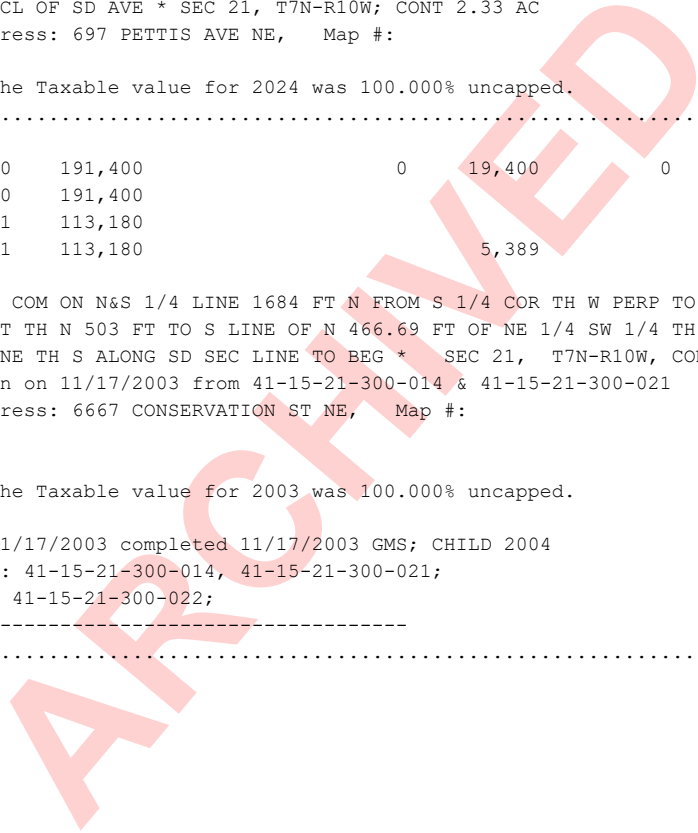 CL OF SD AVE * SEC 21, T7N-R10W; CONT 2.33 AC
ress: 697 PETTIS AVE NE, Map #:
he Taxable value for 2024 was 100.000% uncapped.
..........................................................
0 191,400 0 19,400 0
0 191,400
1 113,180
1 113,180 5,389
COM ON N&S 1/4 LINE 1684 FT N FROM S 1/4 COR TH W PERP TO
T TH N 503 FT TO S LINE OF N 466.69 FT OF NE 1/4 SW 1/4 TH
NE TH S ALONG SD SEC LINE TO BEG * SEC 21, T7N-R10W, CO
n on 11/17/2003 from 41-15-21-300-014 & 41-15-21-300-021
ress: 6667 CONSERVATION ST NE, Map #:
he Taxable value for 2003 was 100.000% uncapped.
1/17/2003 completed 11/17/2003 GMS; CHILD 2004
: 41-15-21-300-014, 41-15-21-300-021;
41-15-21-300-022;
----------------------------------
..........................................................
ARCHIVED